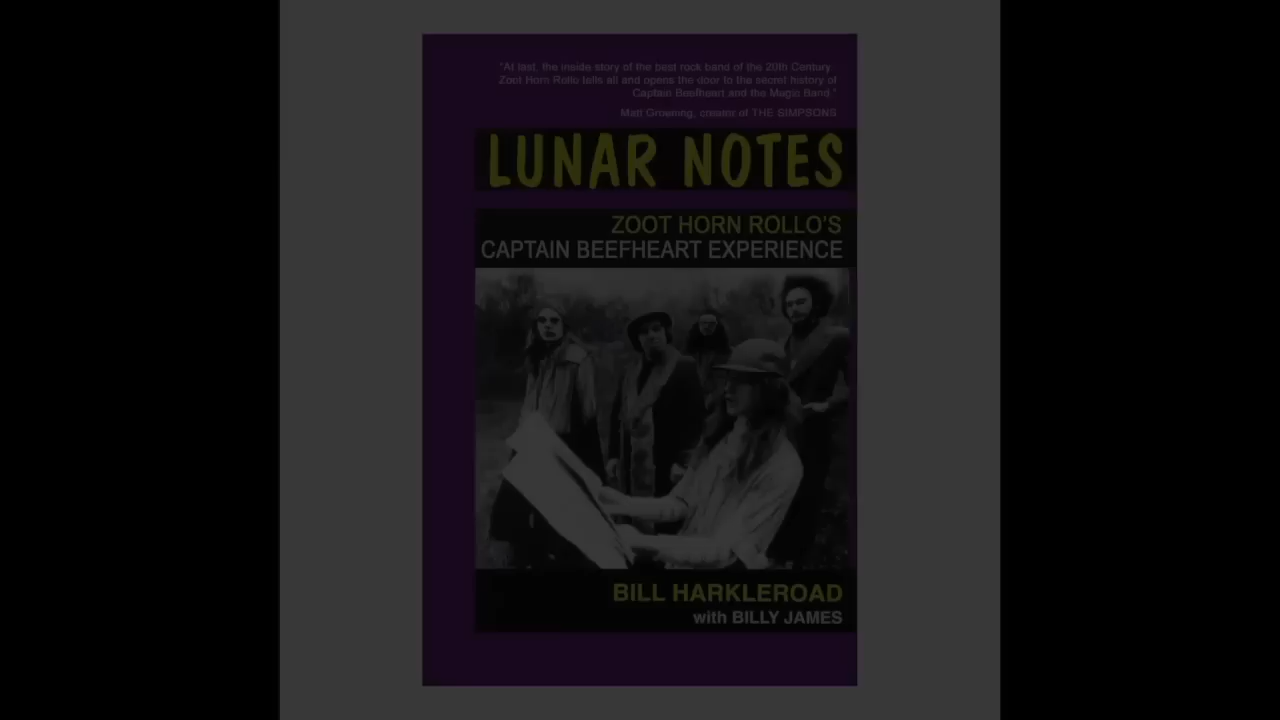 "At last, the inside story of the best rock band of the 20th Century.
Zoot Horn Rollo tells all and opens the door to the secret history of
Captain Beefheart and the Magic Band."
Matt Groening, creator of THE SIMPSONS
LUNAR NOTES
ZOOT HORN ROLLO'S
CAPTAIN BEEFHEART EXPERIENCE
BILL HARKLEROAD
with BILLY JAMES